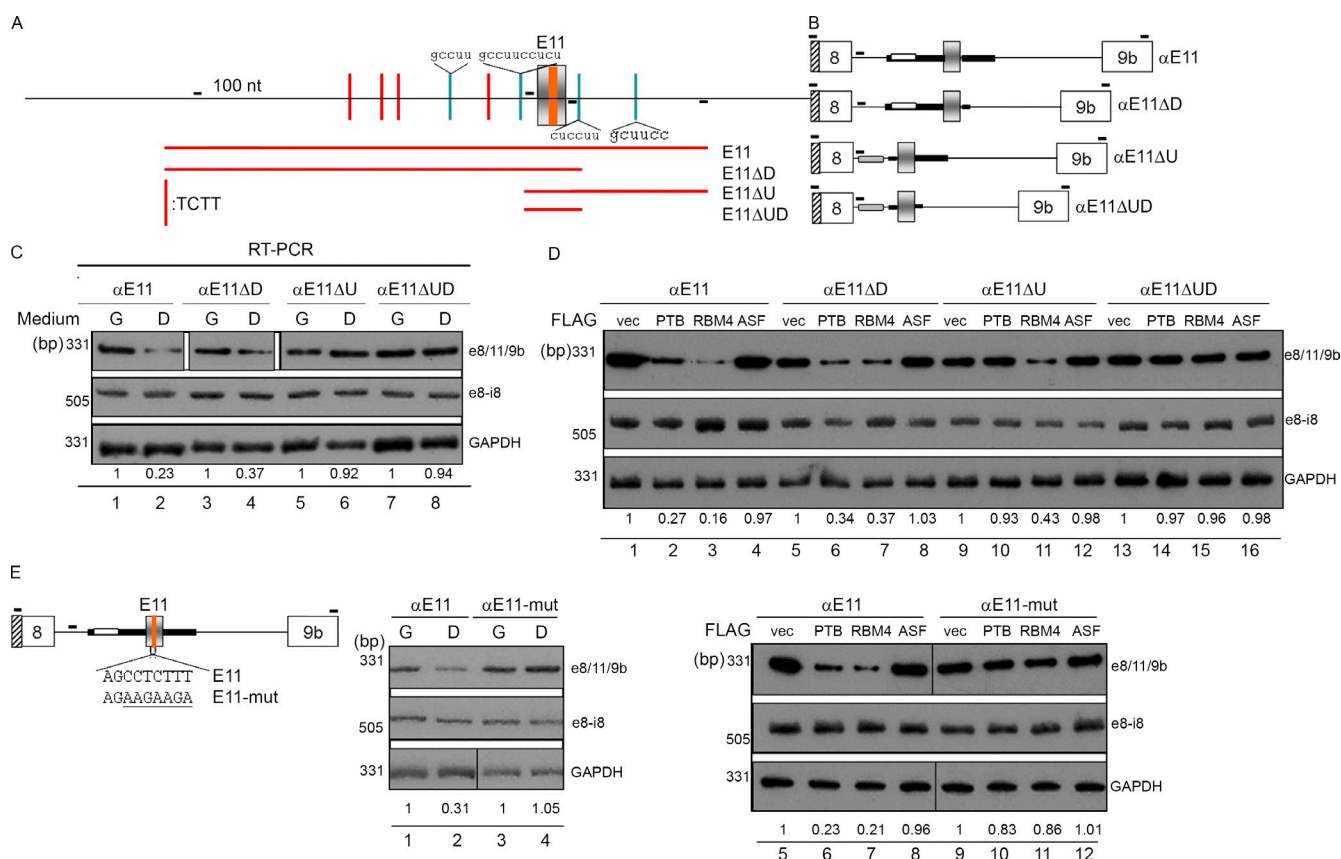 A
E11
gccuu
gccuuccucu
100 nt
cuccuu
gcuucc
E11
E11ΔD
E11ΔU
E11ΔUD
:TCTT
B
8
9b
αE11
8
9b
αE11ΔD
8
9b
αE11ΔU
8
9b
αE11ΔUD
C
RT-PCR
αE11 αE11ΔD αE11ΔU αE11ΔUD
Medium G D G D G D G D
(bp) 331 e8/11/9b
505 e8-i8
331 GAPDH
1 0.23 1 0.37 1 0.92 1 0.94
1 2 3 4 5 6 7 8
D
αE11 αE11ΔD αE11ΔU αE11ΔUD
FLAG vec PTB RBM4 ASF vec PTB RBM4 ASF vec PTB RBM4 ASF vec PTB RBM4 ASF
(bp) 331 e8/11/9b
505 e8-i8
331 GAPDH
1 0.27 0.16 0.97 1 0.34 0.37 1.03 1 0.93 0.43 0.98 1 0.97 0.96 0.98
1 2 3 4 5 6 7 8 9 10 11 12 13 14 15 16
E
E11
8
9b
AGCCTCTTT E11
AGAAGAAGA E11-mut
αE11 αE11-mut
G D G D
(bp)
331 e8/11/9b
505 e8-i8
331 GAPDH
1 0.31 1 1.05
1 2 3 4
αE11 αE11-mut
FLAG vec PTB RBM4 ASF vec PTB RBM4 ASF
(bp) 331 e8/11/9b
505 e8-i8
331 GAPDH
1 0.23 0.21 0.96 1 0.83 0.86 1.01
5 6 7 8 9 10 11 12